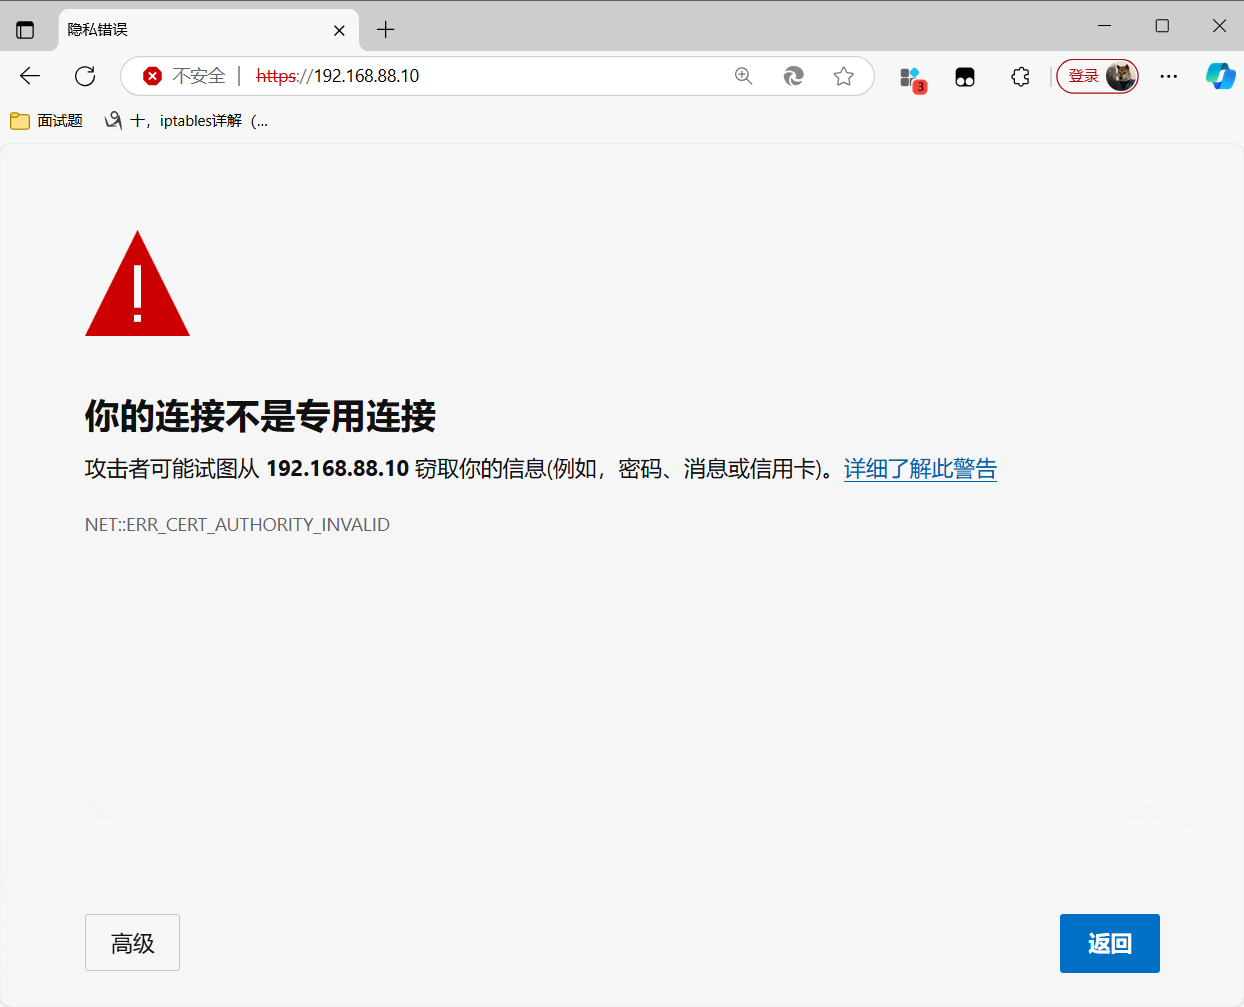 隐私错误
不安全 | https://192.168.88.10
3
登录
面试题
十，iptables详解（...
你的连接不是专用连接
攻击者可能试图从 192.168.88.10 窃取你的信息(例如，密码、消息或信用卡)。详细了解此警告
NET::ERR_CERT_AUTHORITY_INVALID
高级
返回